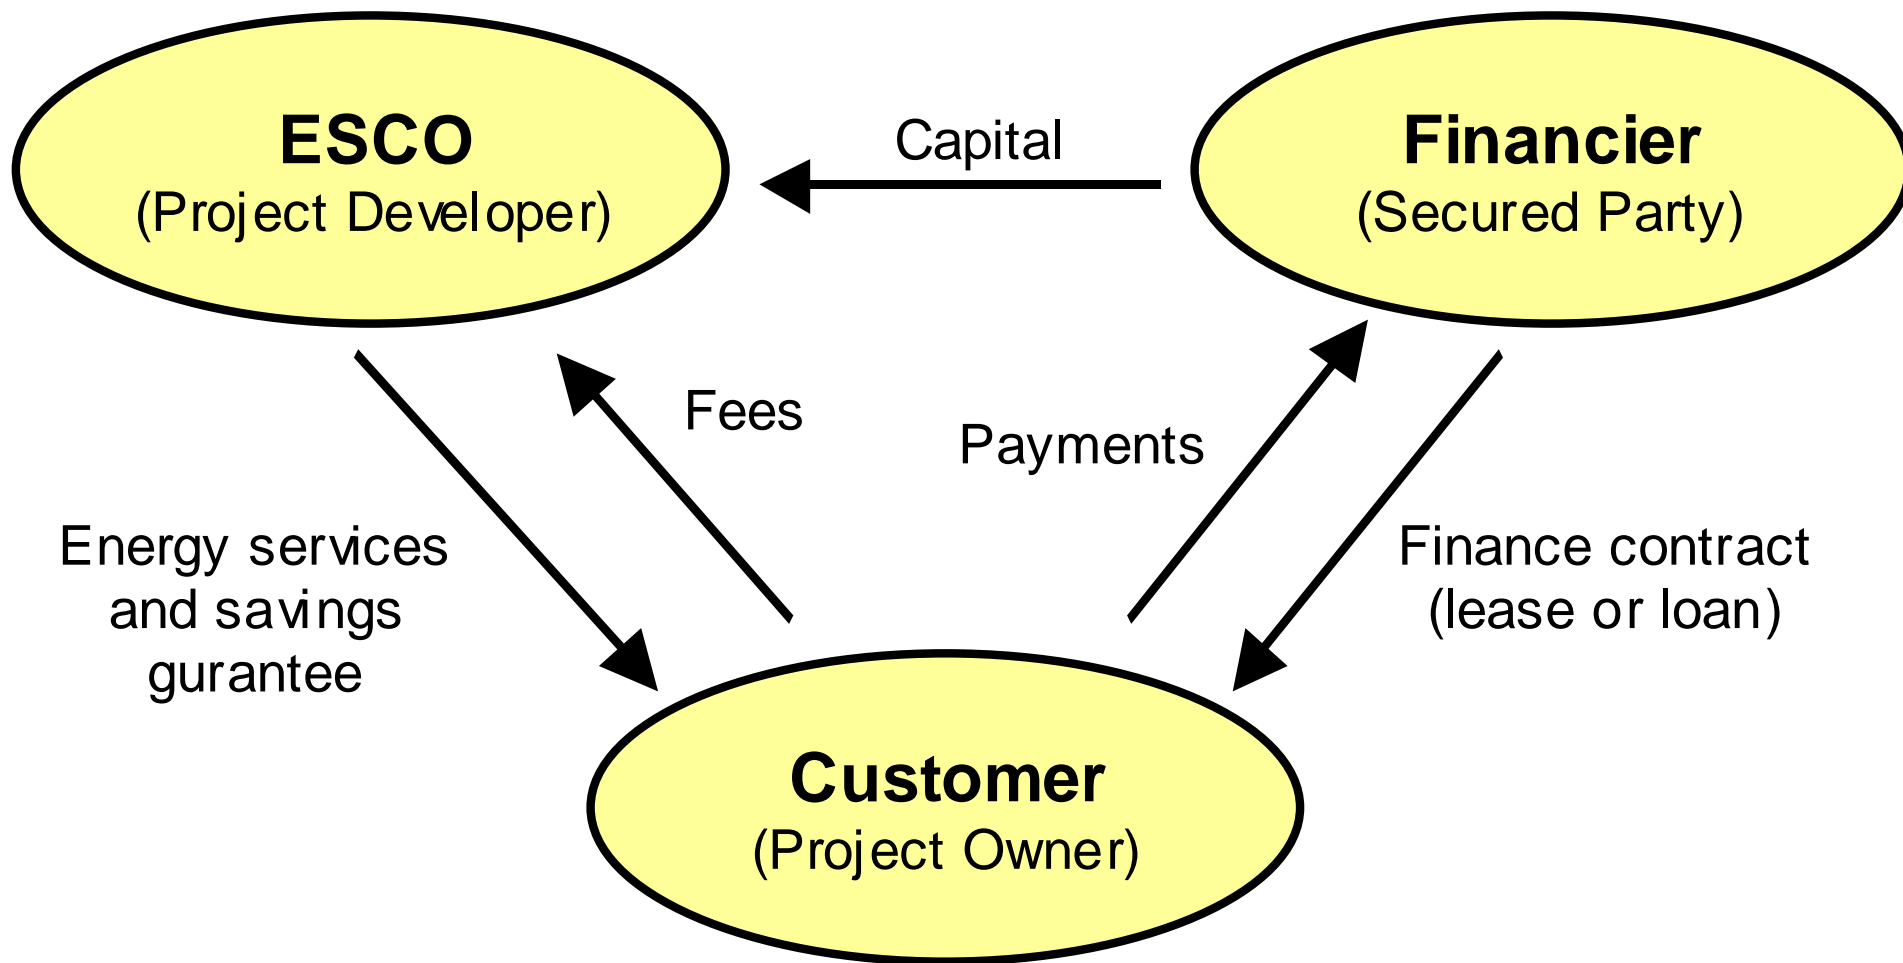 ESCO
(Project Developer)
Capital
Financier
(Secured Party)
Fees
Payments
Energy services
and savings
gurantee
Finance contract
(lease or loan)
Customer
(Project Owner)